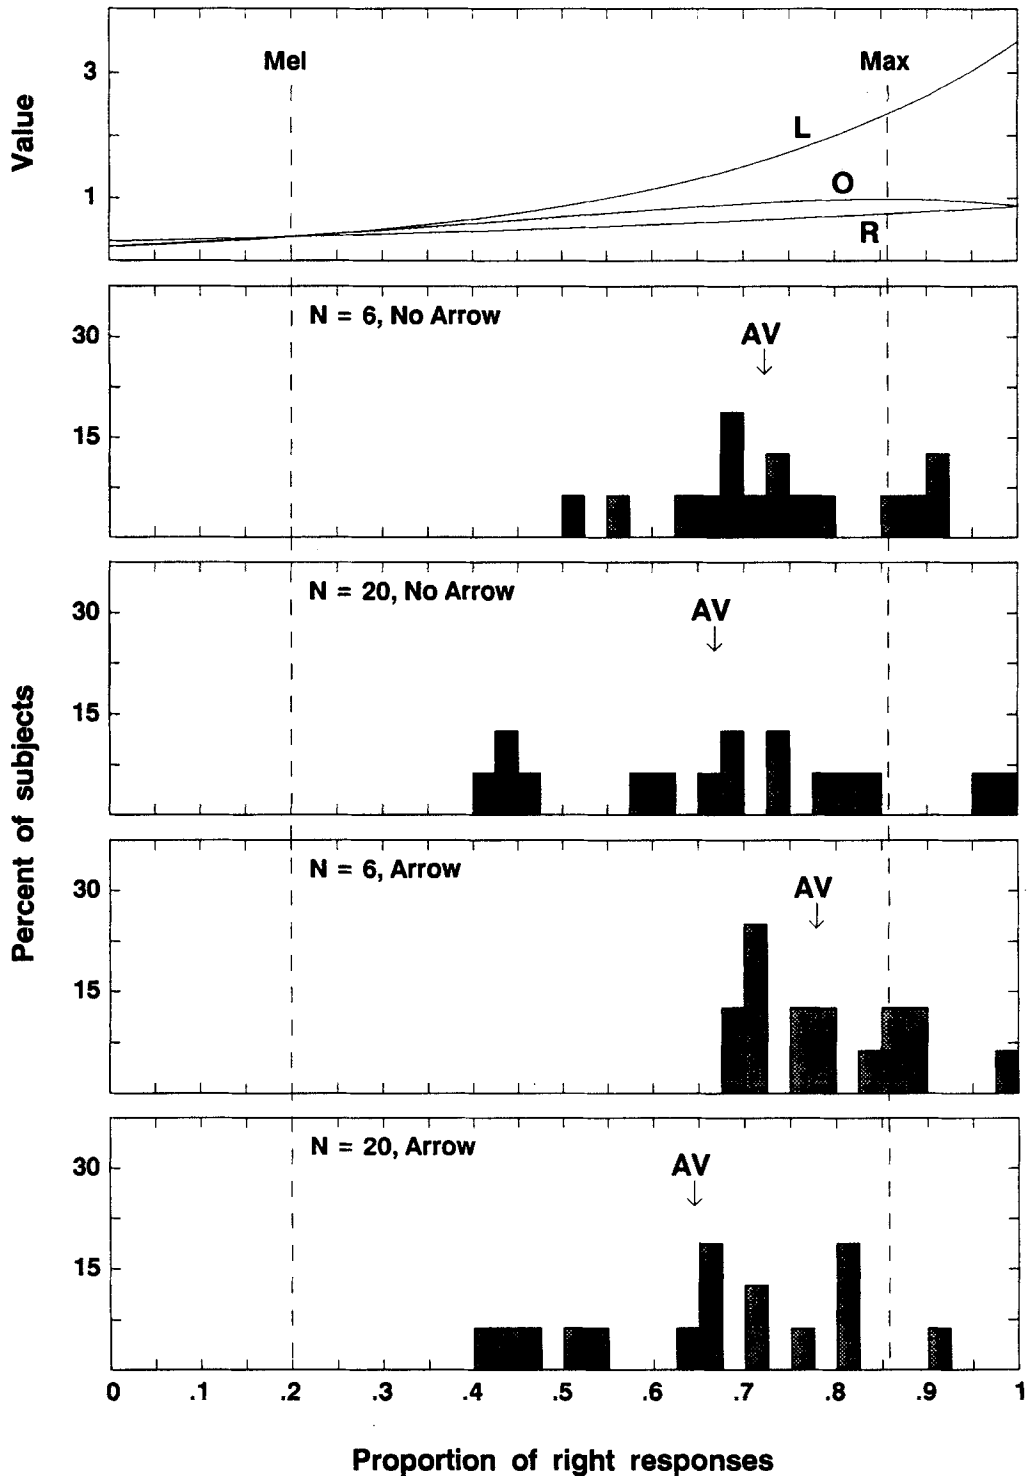 Value
3
1
Mel
Max
L
O
R
Percent of subjects
N = 6, No Arrow
AV
30
15
N = 20, No Arrow
AV
30
15
N = 6, Arrow
AV
30
15
N = 20, Arrow
AV
30
15
0 .1 .2 .3 .4 .5 .6 .7 .8 .9 1
Proportion of right responses